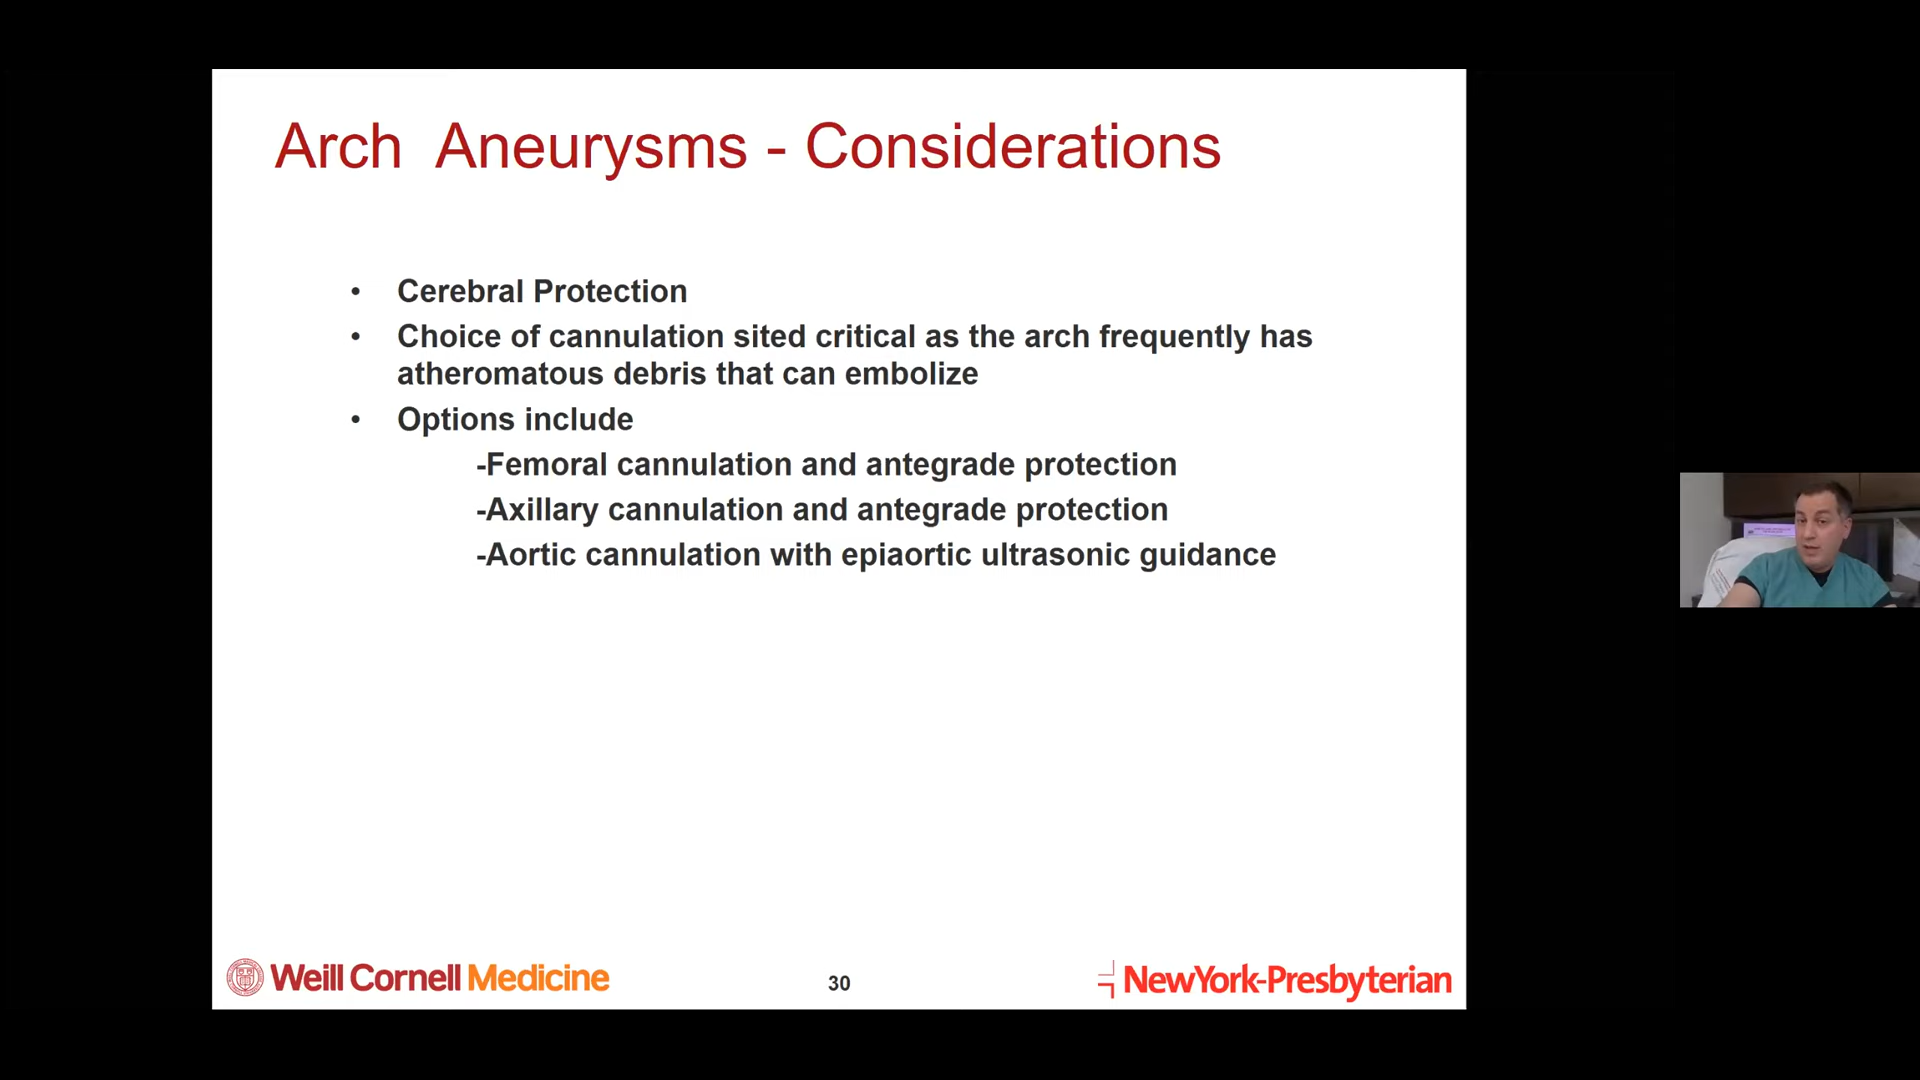 Arch Aneurysms - Considerations
• Cerebral Protection
• Choice of cannulation sited critical as the arch frequently has
atheromatous debris that can embolize
• Options include
-Femoral cannulation and antegrade protection
-Axillary cannulation and antegrade protection
-Aortic cannulation with epiaortic ultrasonic guidance
Weill Cornell Medicine
30
NewYork-Presbyterian